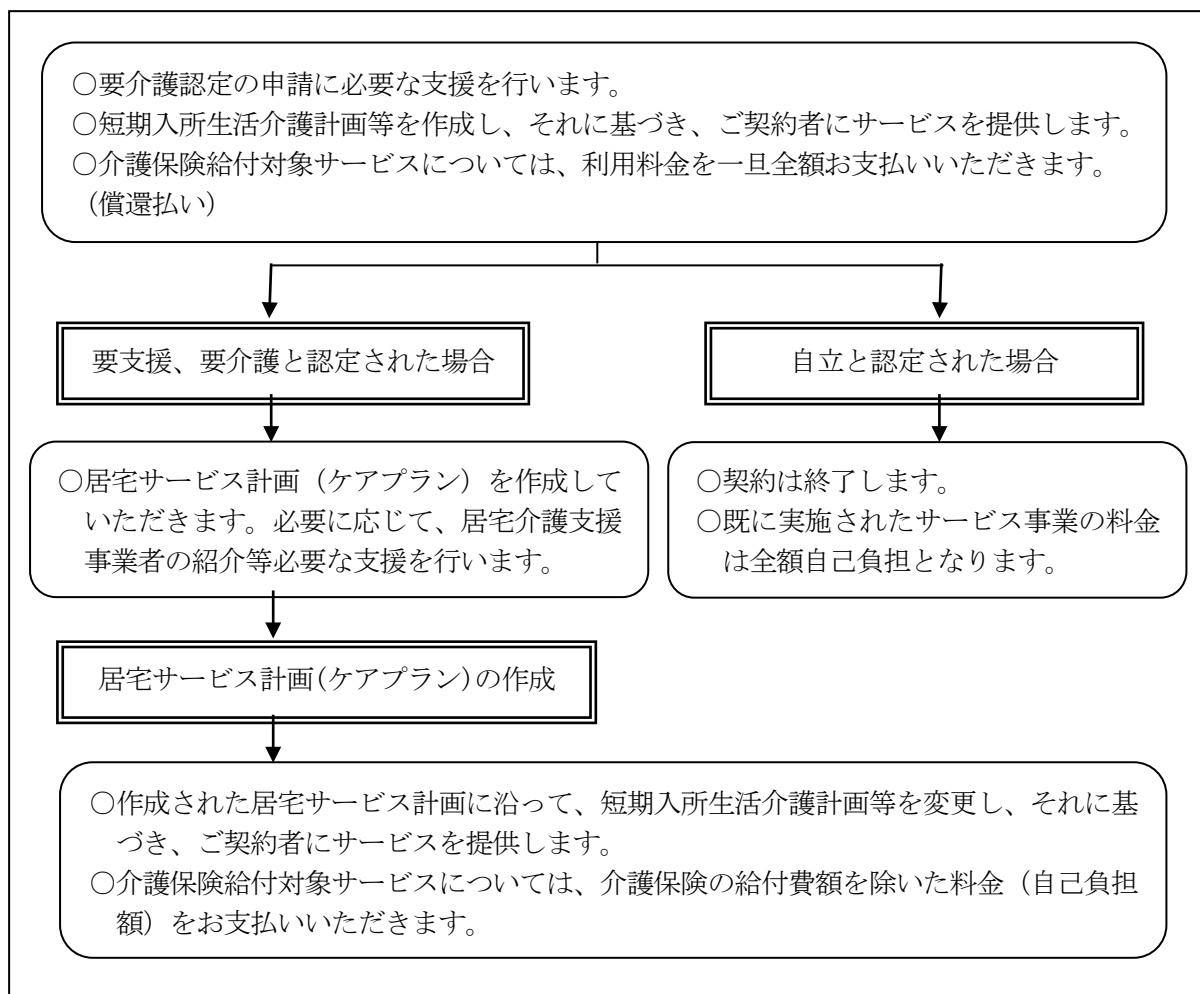 ○要介護認定の申請に必要な支援を行います。
○短期入所生活介護計画等を作成し、それに基づき、ご契約者にサービスを提供します。
○介護保険給付対象サービスについては、利用料金を一旦全額お支払いいただきます。
（償還払い）
要支援、要介護と認定された場合
自立と認定された場合
○居宅サービス計画（ケアプラン）を作成して
いただきます。必要に応じて、居宅介護支援
事業者の紹介等必要な支援を行います。
○契約は終了します。
○既に実施されたサービス事業の料金
は全額自己負担となります。
居宅サービス計画(ケアプラン)の作成
○作成された居宅サービス計画に沿って、短期入所生活介護計画等を変更し、それに基
づき、ご契約者にサービスを提供します。
○介護保険給付対象サービスについては、介護保険の給付費額を除いた料金（自己負担
額）をお支払いいただきます。